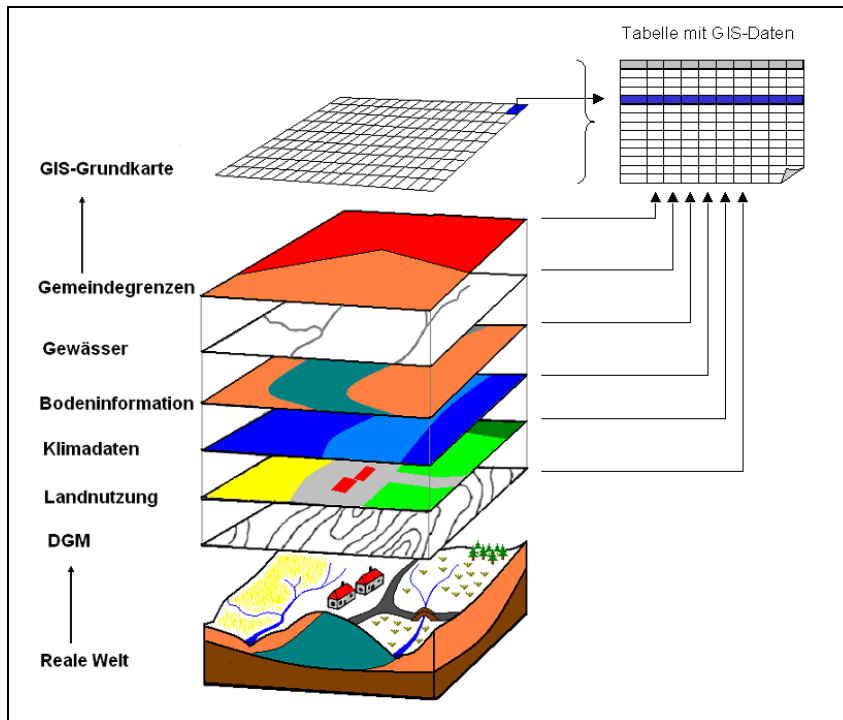 Tabelle mit GIS-Daten
GIS-Grundkarte
Gemeindegrenzen
Gewässer
Bodeninformation
Klimadaten
Landnutzung
DGM
Reale Welt